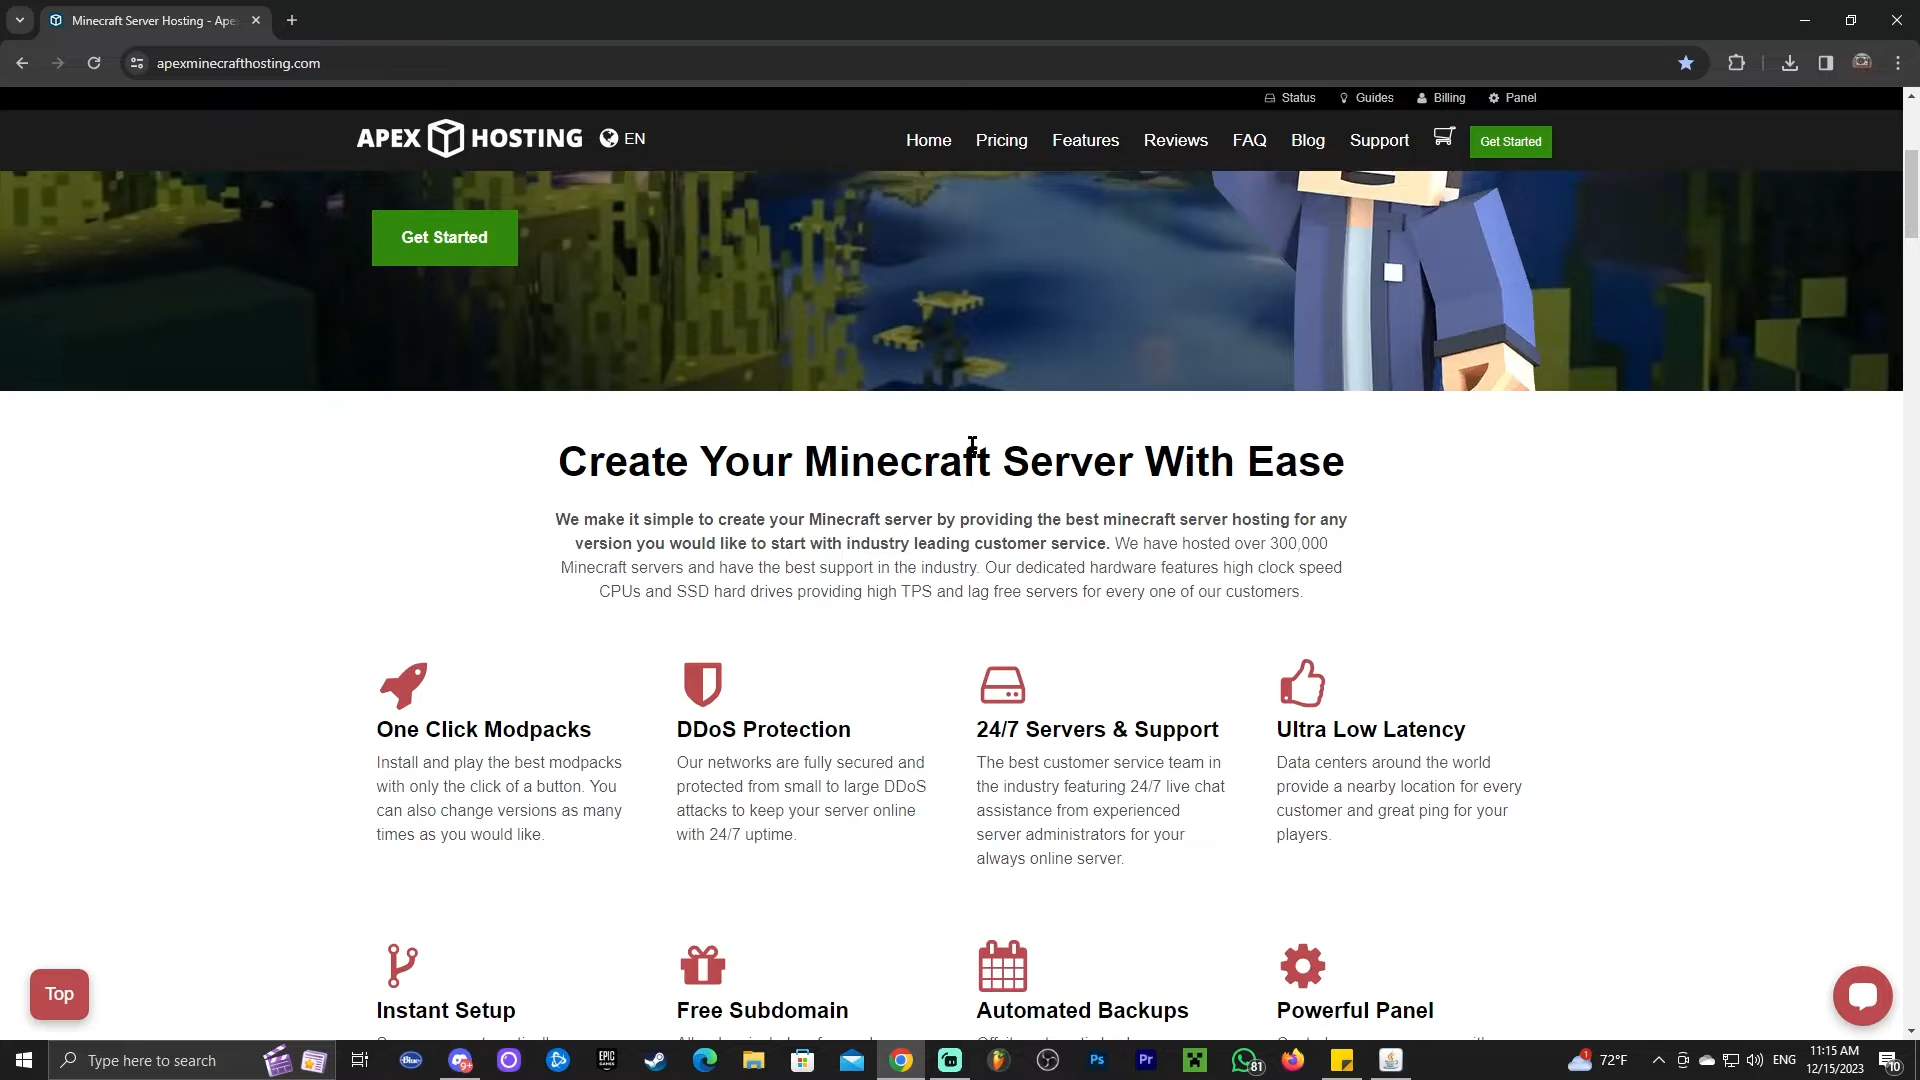 Minecraft Server Hosting - Ape
apexminecrafthosting.com
Status Guides Billing Panel
APEX HOSTING EN
Home Pricing Features Reviews FAQ Blog Support Get Started
Get Started
Create Your Minecraft Server With Ease
We make it simple to create your Minecraft server by providing the best minecraft server hosting for any
version you would like to start with industry leading customer service. We have hosted over 300,000
Minecraft servers and have the best support in the industry. Our dedicated hardware features high clock speed
CPUs and SSD hard drives providing high TPS and lag free servers for every one of our customers.
One Click Modpacks
Install and play the best modpacks
with only the click of a button. You
can also change versions as many
times as you would like.
DDoS Protection
Our networks are fully secured and
protected from small to large DDoS
attacks to keep your server online
with 24/7 uptime.
24/7 Servers & Support
The best customer service team in
the industry featuring 24/7 live chat
assistance from experienced
server administrators for your
always online server.
Ultra Low Latency
Data centers around the world
provide a nearby location for every
customer and great ping for your
players.
Instant Setup
Free Subdomain
Automated Backups
Powerful Panel
Top
Type here to search
Blue
9+
EPIC
GAMES
Ps
Pr
81
1
72°F
ENG
11:15 AM
12/15/2023
10